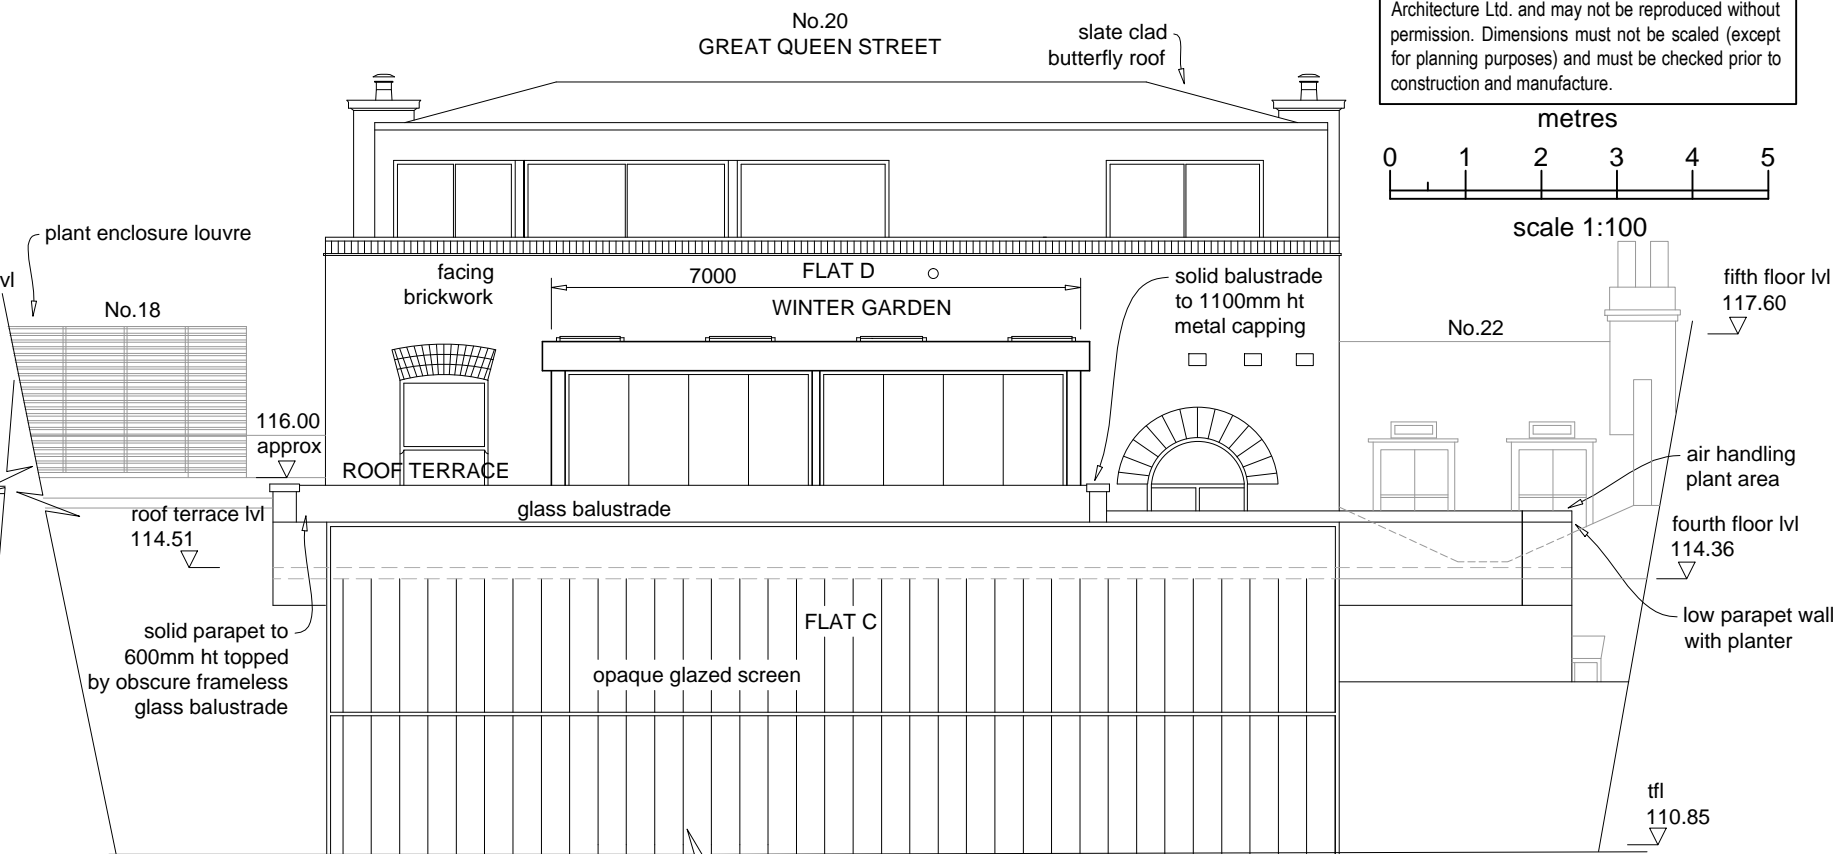 No.20
GREAT QUEEN STREET
slate clad
butterfly roof
Architecture Ltd. and may not be reproduced without
permission. Dimensions must not be scaled (except
for planning purposes) and must be checked prior to
construction and manufacture.
metres
0 1 2 3 4 5
scale 1:100
plant enclosure louvre
vl
No.18
facing
brickwork
7000
FLAT D
WINTER GARDEN
solid balustrade
to 1100mm ht
metal capping
No.22
fifth floor lvl
117.60
116.00
approx
ROOF TERRACE
glass balustrade
roof terrace lvl
114.51
air handling
plant area
fourth floor lvl
114.36
solid parapet to
600mm ht topped
by obscure frameless
glass balustrade
FLAT C
opaque glazed screen
low parapet wall
with planter
tfl
110.85